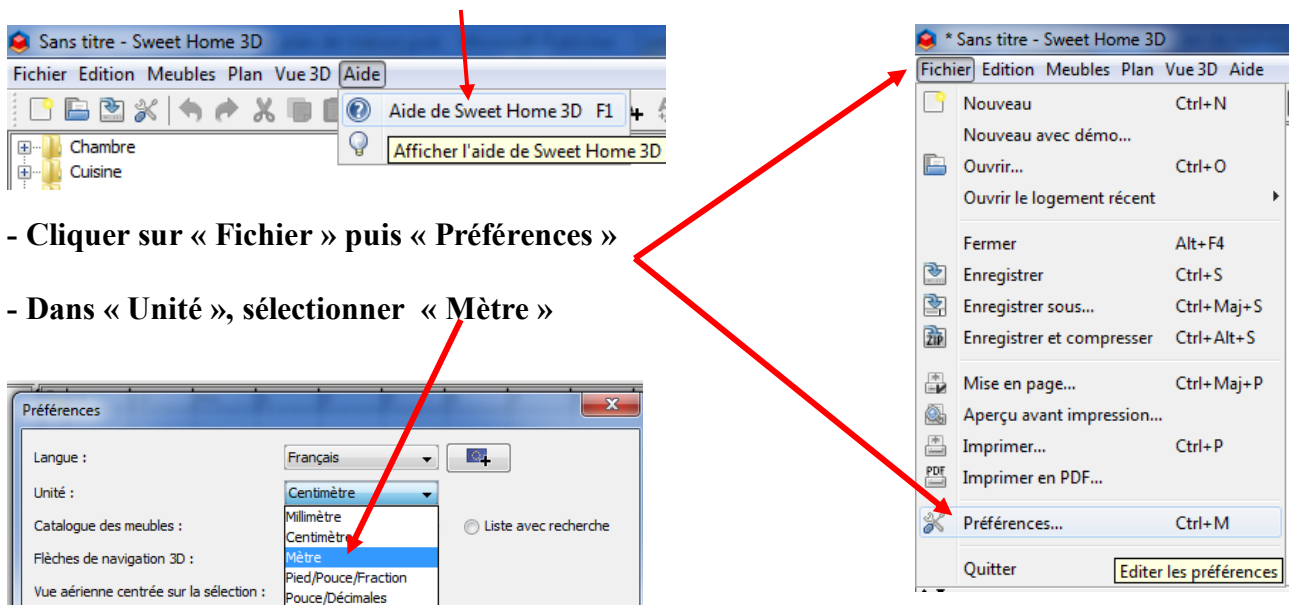 Sans titre - Sweet Home 3D
Fichier Edition Meubles Plan Vue 3D Aide
Aide de Sweet Home 3D F1
Afficher l'aide de Sweet Home 3D
Chambre
Cuisine
- Cliquer sur « Fichier » puis « Préférences »
- Dans « Unité », sélectionner « Mètre »
Préférences
Langue : Français
Unité : Centimètre
Millimètre
Catalogue des meubles : Liste avec recherche
Centimètre
Mètre
Flèches de navigation 3D :
Pied/Pouce/Fraction
Vue aérienne centrée sur la sélection :
Pouce/Décimales
* Sans titre - Sweet Home 3D
Fichier Edition Meubles Plan Vue 3D Aide
Nouveau Ctrl+N
Nouveau avec démo...
Ouvrir... Ctrl+O
Ouvrir le logement récent
Fermer Alt+F4
Enregistrer Ctrl+S
Enregistrer sous... Ctrl+Maj+S
ZIP Enregistrer et compresser Ctrl+Alt+S
Mise en page... Ctrl+Maj+P
Aperçu avant impression...
Imprimer... Ctrl+P
PDF Imprimer en PDF...
Préférences... Ctrl+M
Quitter
Editer les préférences